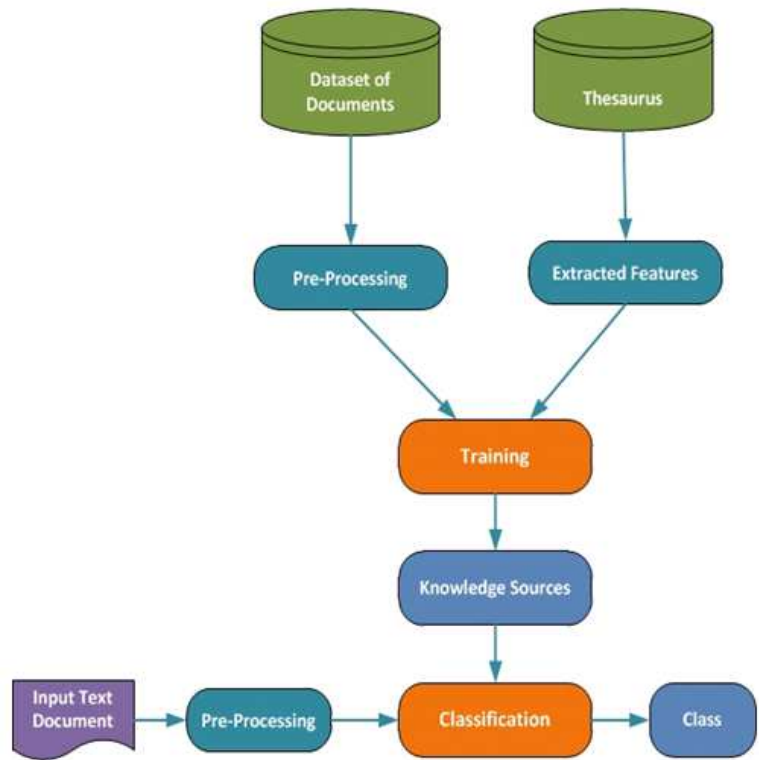 Dataset of
Documents
Thesaurus
Pre-Processing
Extracted Features
Training
Knowledge Sources
Input Text
Document
Pre-Processing
Classification
Class